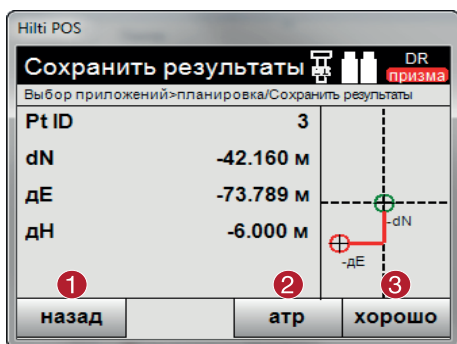 Hilti POS
Сохранить результаты
DR
призма
Выбор приложений>планировка/Сохранить результаты
Pt ID 3
dN -42.160 м
дЕ -73.789 м
дН -6.000 м
-dN
-дЕ
1 2 3
назад атр хорошо